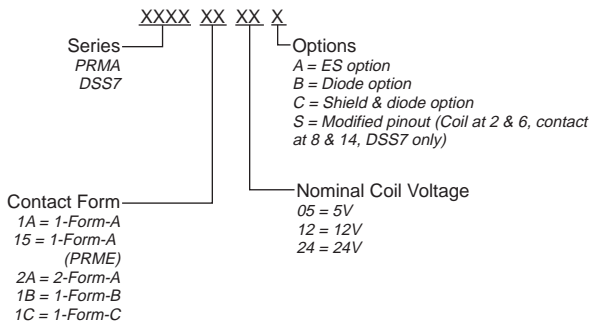 XXXX XX XX X
Series
PRMA
DSS7
Options
A = ES option
B = Diode option
C = Shield & diode option
S = Modified pinout (Coil at 2 & 6, contact
at 8 & 14, DSS7 only)
Contact Form
1A = 1-Form-A
15 = 1-Form-A
(PRME)
2A = 2-Form-A
1B = 1-Form-B
1C = 1-Form-C
Nominal Coil Voltage
05 = 5V
12 = 12V
24 = 24V